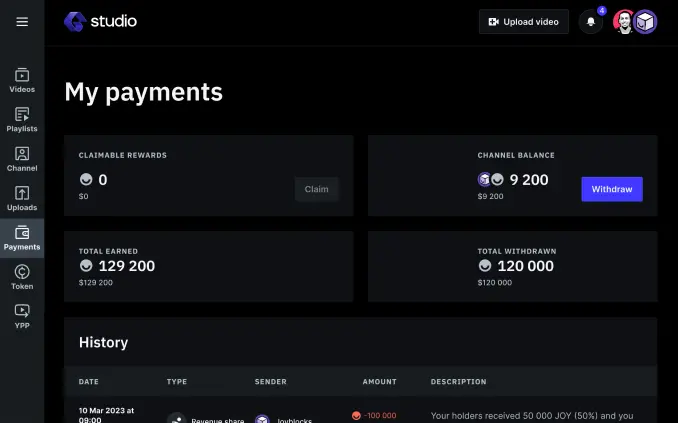 studio
Upload video
4
Videos
Playlists
Channel
Uploads
Payments
Token
YPP
My payments
CLAIMABLE REWARDS
0
$0
Claim
CHANNEL BALANCE
9 200
$9 200
Withdraw
TOTAL EARNED
129 200
$129 200
TOTAL WITHDRAWN
120 000
$120 000
History
DATE TYPE SENDER AMOUNT DESCRIPTION
10 Mar 2023 at
09:00
Revenue share
Joyblocks
-100 000
Your holders received 50 000 JOY (50%) and you